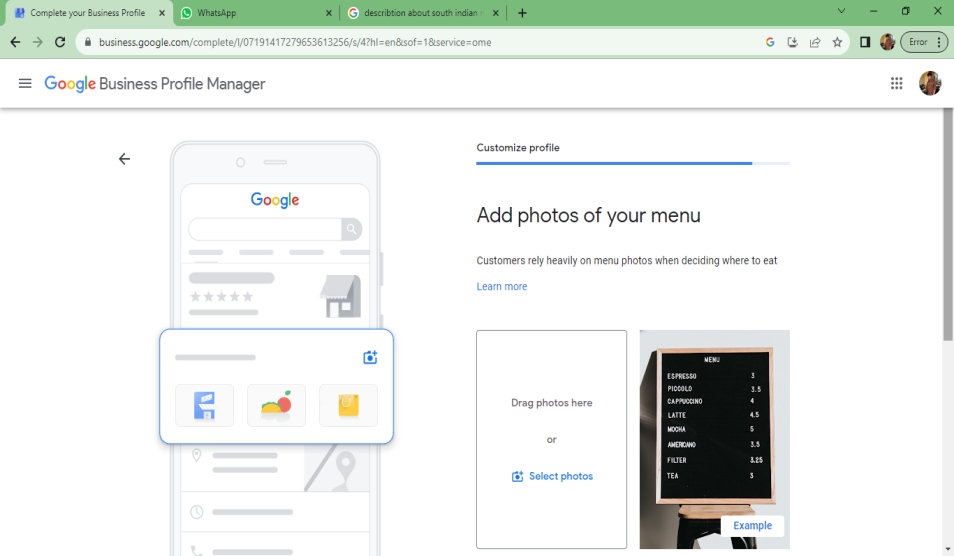 Complete your Business Profile
WhatsApp
describtion about south indian
business.google.com/complete/l/07191417279653613256/s/4?hl=en&sof=1&service=ome
Error
Google Business Profile Manager
Google
Customize profile
Add photos of your menu
Customers rely heavily on menu photos when deciding where to eat
Learn more
Drag photos here
or
Select photos
MENU
ESPRESSO 3
PICCOLO 3.5
CAPPUCCINO 4
LATTE 4.5
MOCHA 5
AMERICANO 3.5
FILTER 3.25
TEA 3
Example